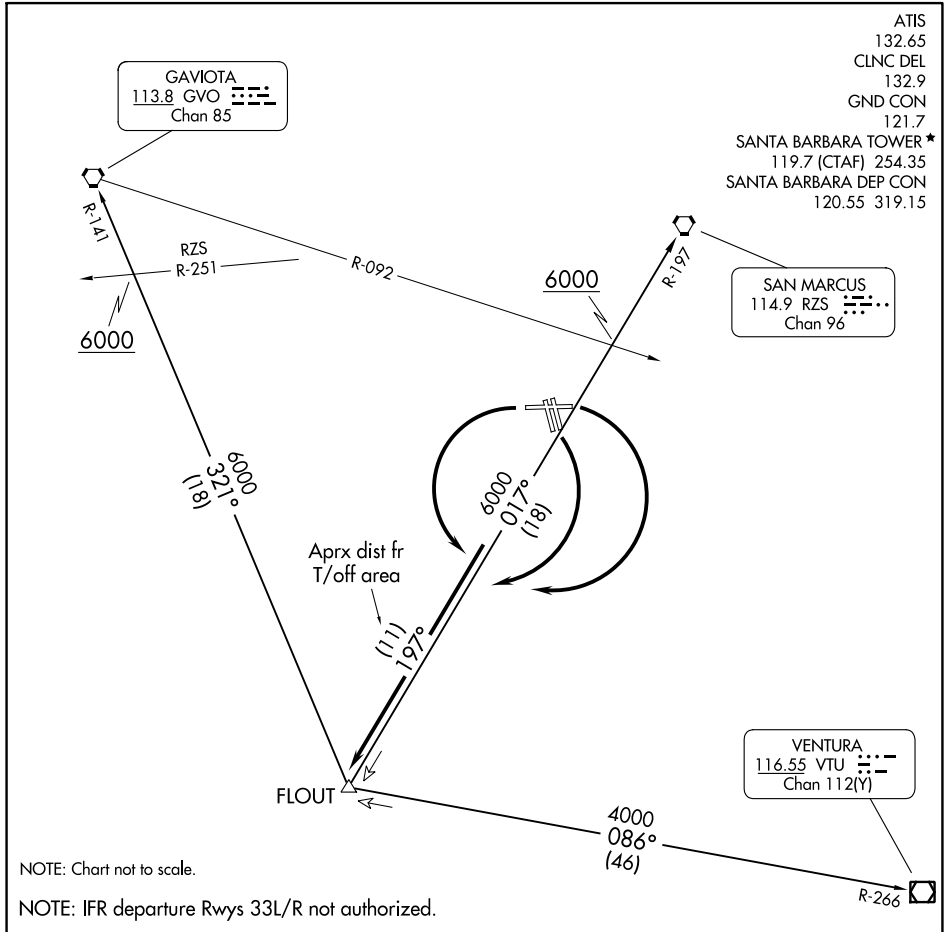 ATIS
132.65
CLNC DEL
132.9
GND CON
121.7
SANTA BARBARA TOWER ★
119.7 (CTAF) 254.35
SANTA BARBARA DEP CON
120.55 319.15
GAVIOTA
113.8 GVO
Chan 85
R-141
RZS
R-251
R-092
6000
6000
R-197
SAN MARCUS
114.9 RZS
Chan 96
6000
321°
(18)
6000
017°
(18)
Aprx dist fr
T/off area
(11)
197°
FLOUT
VENTURA
116.55 VTU
Chan 112(Y)
4000
086°
(46)
R-266
NOTE: Chart not to scale.
NOTE: IFR departure Rwys 33L/R not authorized.